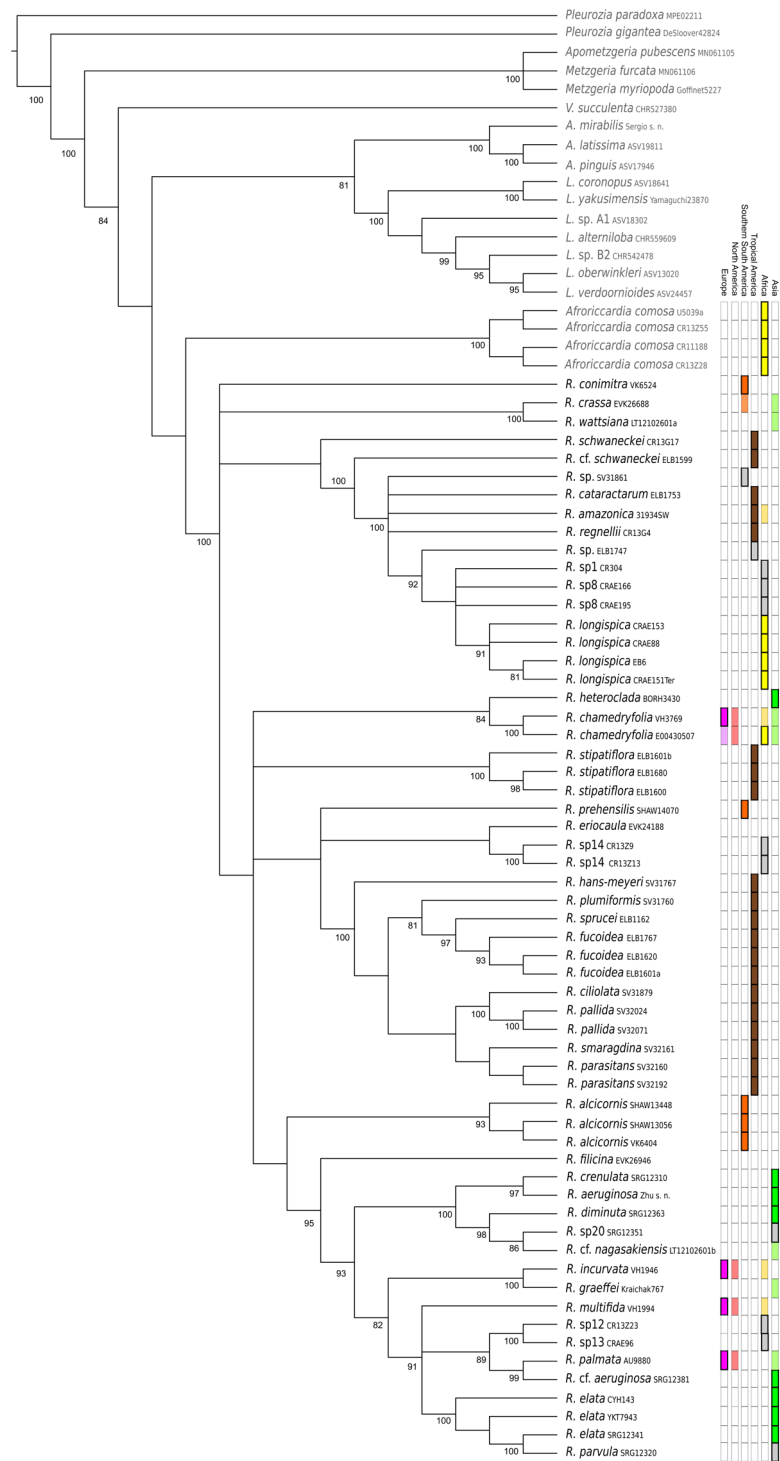 Pleurozia paradoxa MPE02211
Pleurozia gigantea DeSloover42824
Apometzgeria pubescens MN061105
Metzgeria furcata MN061106
100
Metzgeria myriopoda Goffinet5227
100
V. succulenta CHR527380
A. mirabilis Sergio s. n.
100
A. latissima ASV19811
100
A. pinguis ASV17946
100
81
L. coronopus ASV18641
100
L. yakusimensis Yamaguchi23870
100
L. sp. A1 ASV18302
84
L. alterniloba CHR559609
99
L. sp. B2 CHR542478
95
L. oberwinkleri ASV13020
95
L. verdoornioides ASV24457
Europe
North America
Southern South America
Tropical America
Africa
Asia
Afroriccardia comosa U5039a
Afroriccardia comosa CR13Z55
100
Afroriccardia comosa CR11188
Afroriccardia comosa CR13Z28
R. conimitra VK6524
R. crassa EVK26688
100
R. wattsiana LT12102601a
R. schwaneckei CR13G17
R. cf. schwaneckei ELB1599
100
R. sp. SV31861
R. cataractarum ELB1753
R. amazonica 31934SW
100
R. regnellii CR13G4
100
R. sp. ELB1747
R. sp1 CR304
92
R. sp8 CRAE166
R. sp8 CRAE195
R. longispica CRAE153
R. longispica CRAE88
91
R. longispica EB6
81
R. longispica CRAE151Ter
R. heteroclada BORH3430
84
R. chamedryfolia VH3769
100
R. chamedryfolia E00430507
R. stipatiflora ELB1601b
100
R. stipatiflora ELB1680
98
R. stipatiflora ELB1600
R. prehensilis SHAW14070
R. eriocaula EVK24188
R. sp14 CR13Z9
100
R. sp14 CR13Z13
R. hans-meyeri SV31767
R. plumiformis SV31760
100
81
R. sprucei ELB1162
97
R. fucoidea ELB1767
93
R. fucoidea ELB1620
R. fucoidea ELB1601a
R. ciliolata SV31879
100
R. pallida SV32024
100
R. pallida SV32071
R. smaragdina SV32161
R. parasitans SV32160
R. parasitans SV32192
R. alcicornis SHAW13448
93
R. alcicornis SHAW13056
R. alcicornis VK6404
R. filicina EVK26946
R. crenulata SRG12310
97
R. aeruginosa Zhu s. n.
95
100
R. diminuta SRG12363
98
R. sp20 SRG12351
86
R. cf. nagasakiensis LT12102601b
93
R. incurvata VH1946
100
R. graeffei Kraichak767
R. multifida VH1994
82
R. sp12 CR13Z23
100
R. sp13 CRAE96
91
89
R. palmata AU9880
99
R. cf. aeruginosa SRG12381
R. elata CYH143
100
R. elata YKT7943
R. elata SRG12341
100
R. parvula SRG12320